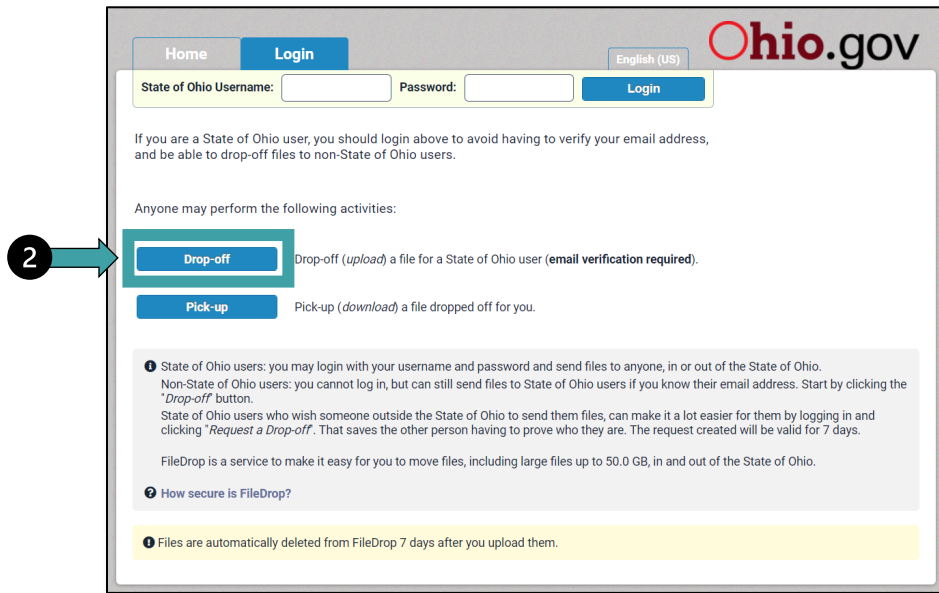 Ohio.gov
Home
Login
English (US)
State of Ohio Username:
Password:
Login
If you are a State of Ohio user, you should login above to avoid having to verify your email address,
and be able to drop-off files to non-State of Ohio users.
Anyone may perform the following activities:
2
Drop-off
Drop-off (upload) a file for a State of Ohio user (email verification required).
Pick-up
Pick-up (download) a file dropped off for you.
State of Ohio users: you may login with your username and password and send files to anyone, in or out of the State of Ohio.
Non-State of Ohio users: you cannot log in, but can still send files to State of Ohio users if you know their email address. Start by clicking the
"Drop-off" button.
State of Ohio users who wish someone outside the State of Ohio to send them files, can make it a lot easier for them by logging in and
clicking "Request a Drop-off". That saves the other person having to prove who they are. The request created will be valid for 7 days.
FileDrop is a service to make it easy for you to move files, including large files up to 50.0 GB, in and out of the State of Ohio.
How secure is FileDrop?
Files are automatically deleted from FileDrop 7 days after you upload them.